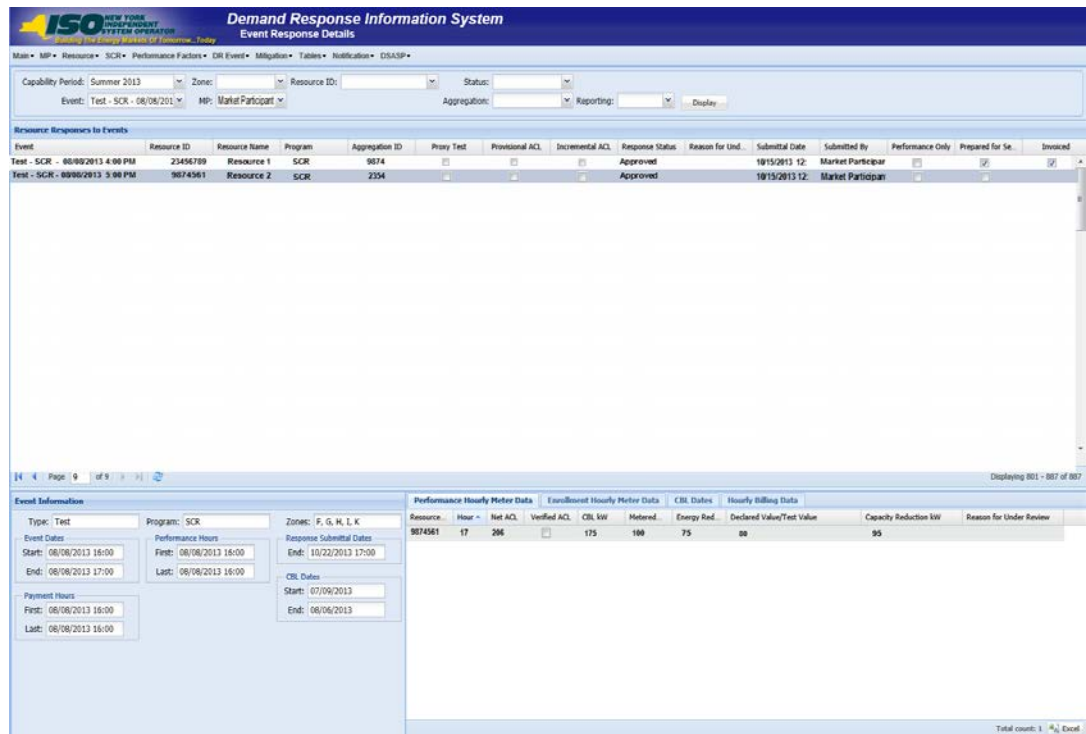 ISO NEW YORK INDEPENDENT SYSTEM OPERATOR
Building The Energy Markets Of Tomorrow...Today
Demand Response Information System
Event Response Details
Main MP Resource SCR Performance Factors DR Event Mitigation Tables Notification DSASP
Capability Period: Summer 2013 Zone: Resource ID: Status:
Event: Test - SCR - 08/08/201 MP: Market Participant Aggregation: Reporting: Display
Resource Responses to Events
Event Resource ID Resource Name Program Aggregation ID Proxy Test Provisional ACL Incremental ACL Response Status Reason for Und... Submittal Date Submitted By Performance Only Prepared for Se... Invoiced
Test - SCR - 08/08/2013 4:00 PM 23456789 Resource 1 SCR 9874 Approved 10/15/2013 12: Market Participar
Test - SCR - 08/08/2013 5:00 PM 9874561 Resource 2 SCR 2354 Approved 10/15/2013 12: Market Participan
Page 9 of 9 Displaying 801 - 887 of 887
Event Information
Type: Test Program: SCR Zones: F, G, H, I, K
Event Dates Performance Hours Response Submittal Dates
Start: 08/08/2013 16:00 First: 08/08/2013 16:00 End: 10/22/2013 17:00
End: 08/08/2013 17:00 Last: 08/08/2013 16:00
CBL Dates
Start: 07/09/2013
End: 08/06/2013
Payment Hours
First: 08/08/2013 16:00
Last: 08/08/2013 16:00
Performance Hourly Meter Data Enrollment Hourly Meter Data CBL Dates Hourly Billing Data
Resource... Hour Net ACL Verified ACL CBL kW Metered... Energy Red... Declared Value/Test Value Capacity Reduction kW Reason for Under Review
9874561 17 206 175 100 75 80 95
Total count: 1 Excel